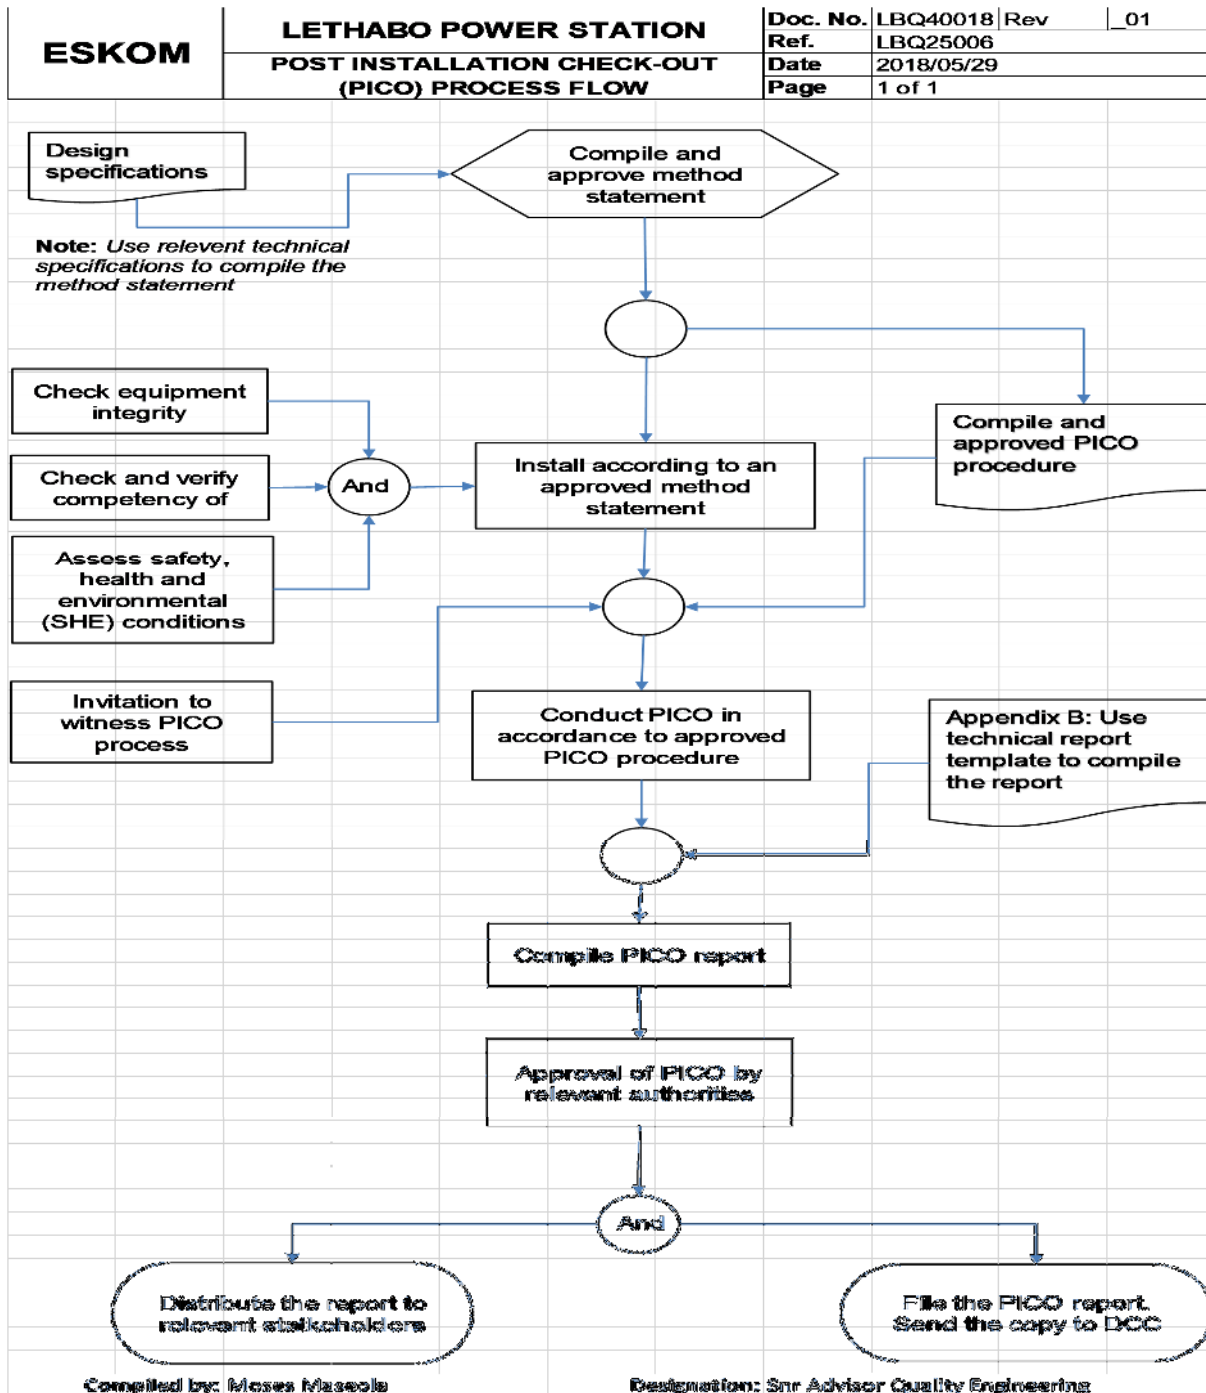 ESKOM
LETHABO POWER STATION
POST INSTALLATION CHECK-OUT
(PICO) PROCESS FLOW
Doc. No. LBQ40018 Rev _01
Ref. LBQ25006
Date 2018/05/29
Page 1 of 1
Design
specifications
Compile and
approve method
statement
Note: Use relevent technical
specifications to compile the
method statement
Check equipment
integrity
Check and verify
competency of
Assess safety,
health and
environmental
(SHE) conditions
And
Install according to an
approved method
statement
Compile and
approved PICO
procedure
Invitation to
witness PICO
process
Conduct PICO in
accordance to approved
PICO procedure
Appendix B: Use
technical report
template to compile
the report
Compile PICO report
Approval of PICO by
relevant authorities
And
Distribute the report to
relevant stalkeholders
File the PICO report.
Send the copy to DCC
Compiled by: Moses Maseola
Designation: Snr Advisor Quality Engineering